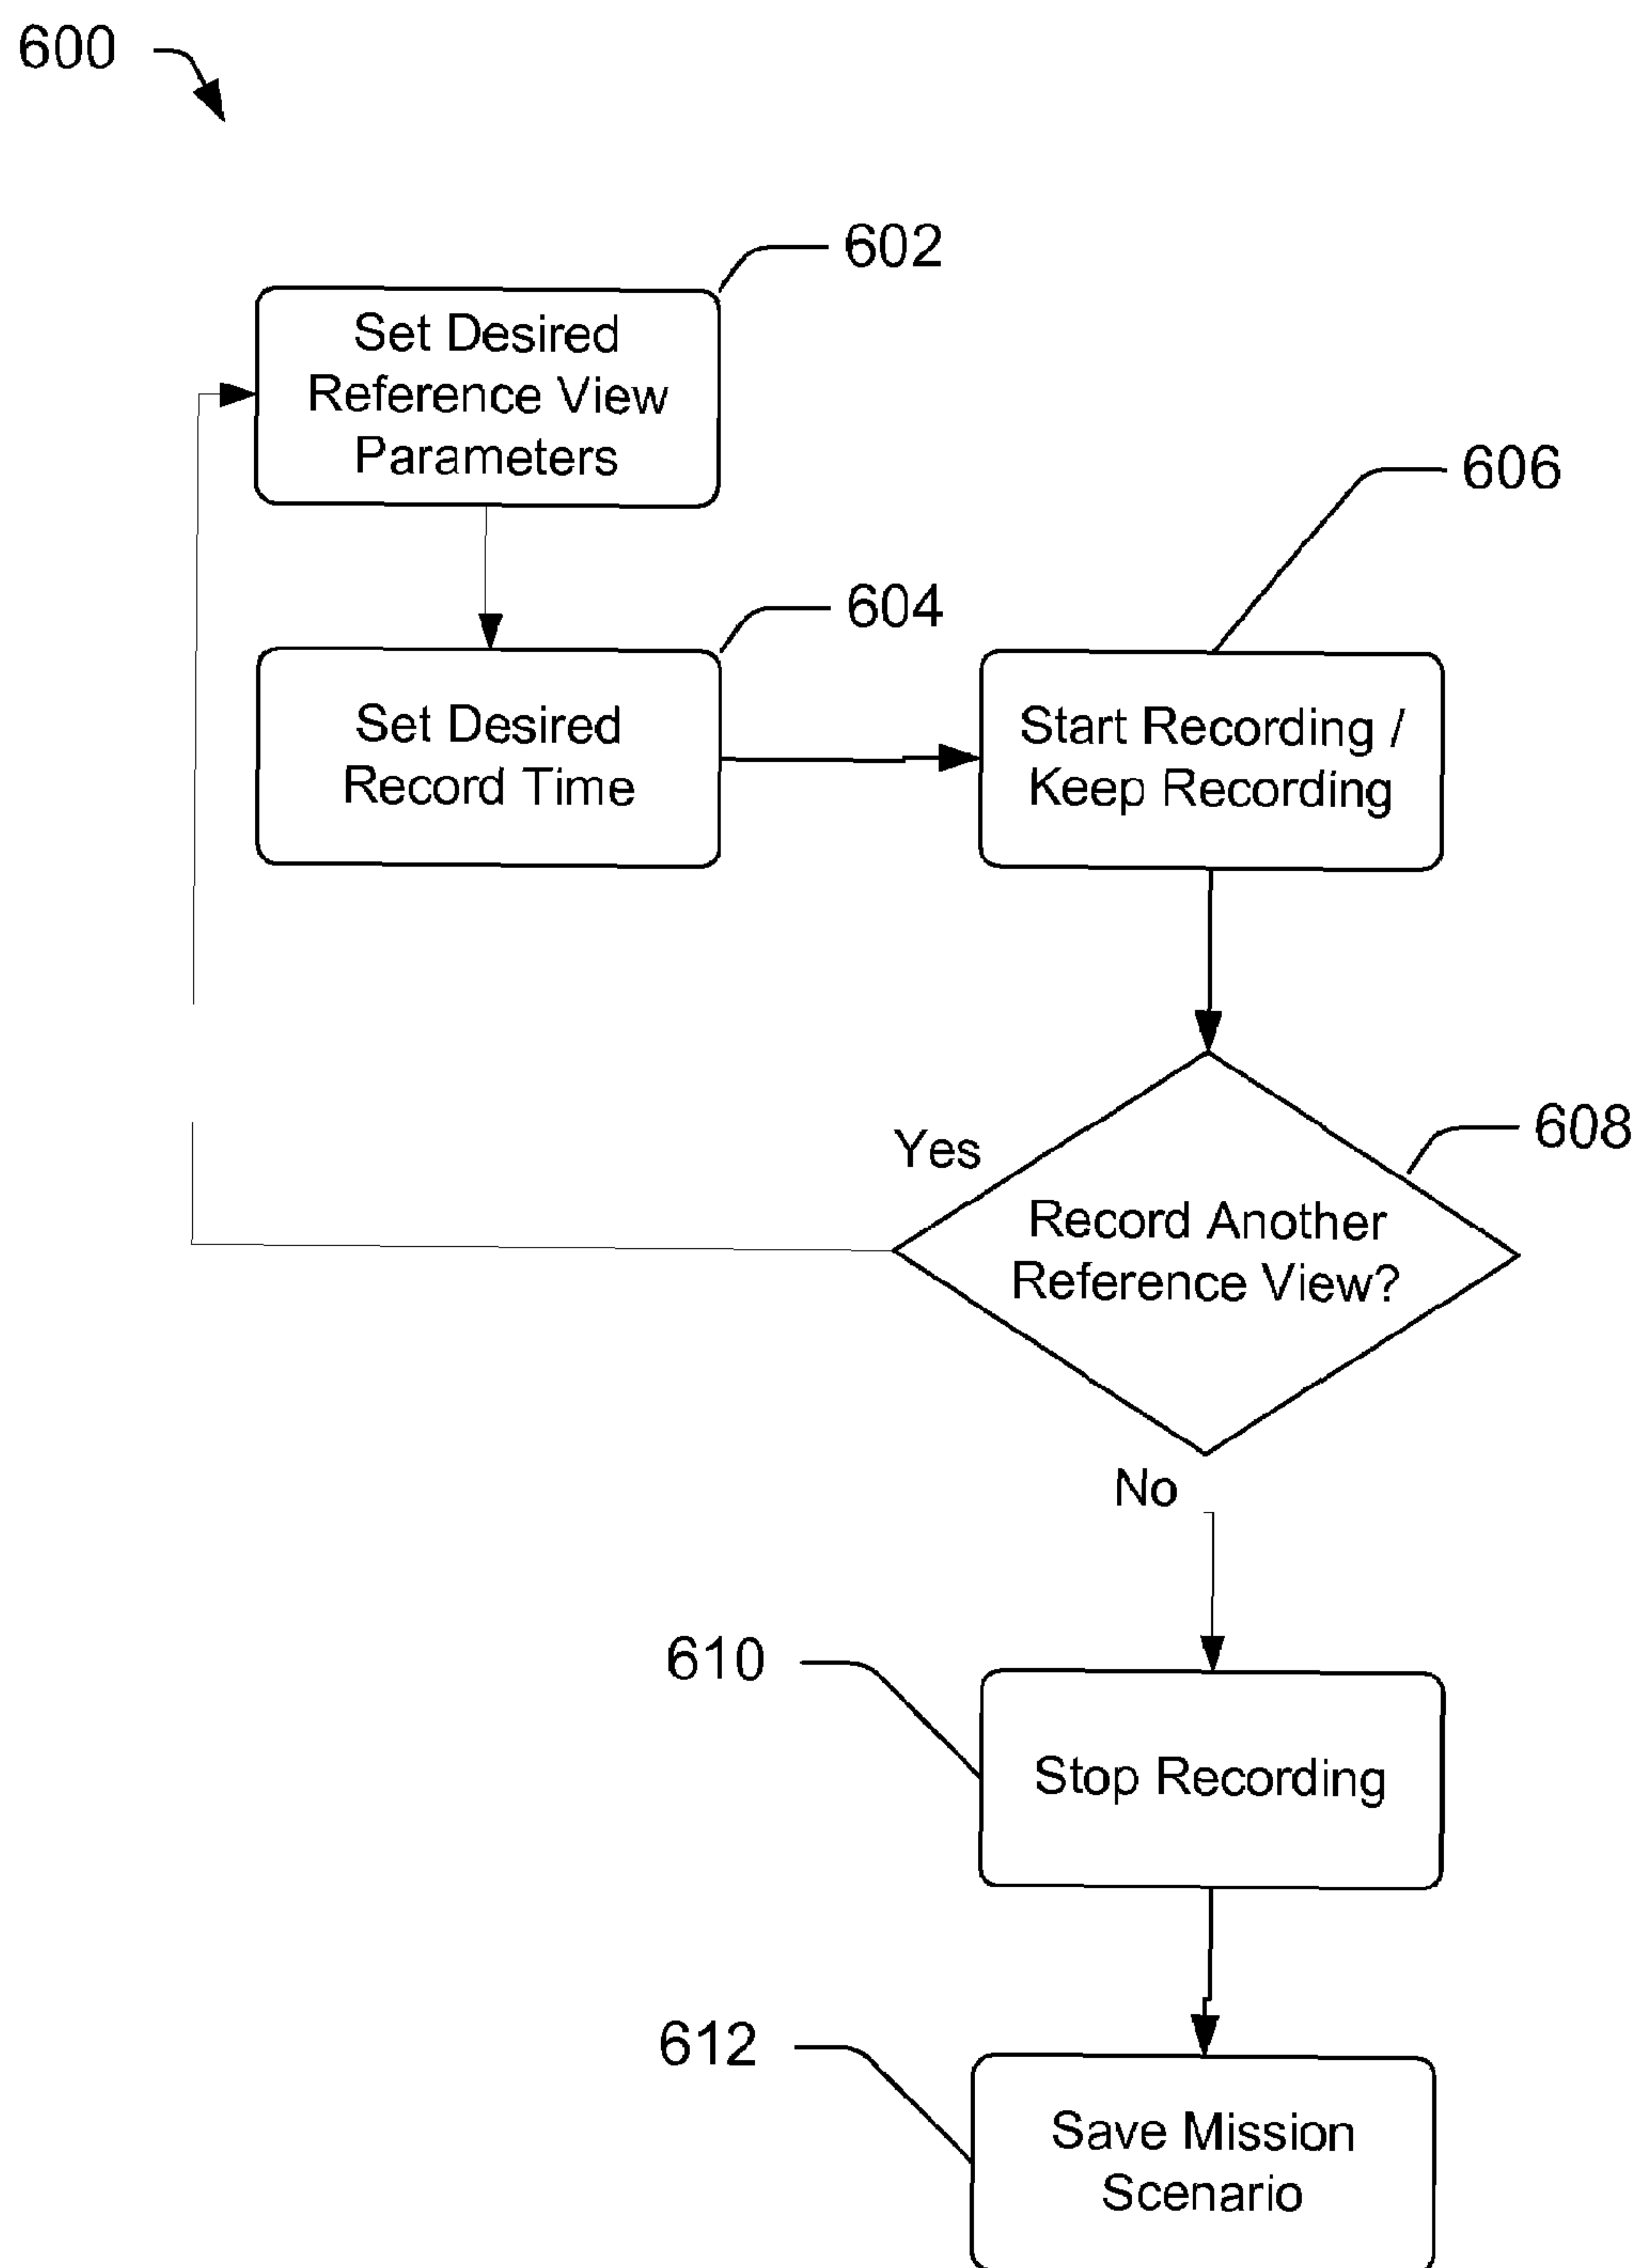 600
602
Set Desired
Reference View
Parameters
606
604
Set Desired
Record Time
Start Recording /
Keep Recording
608
Yes
Record Another
Reference View?
No
610
Stop Recording
612
Save Mission
Scenario